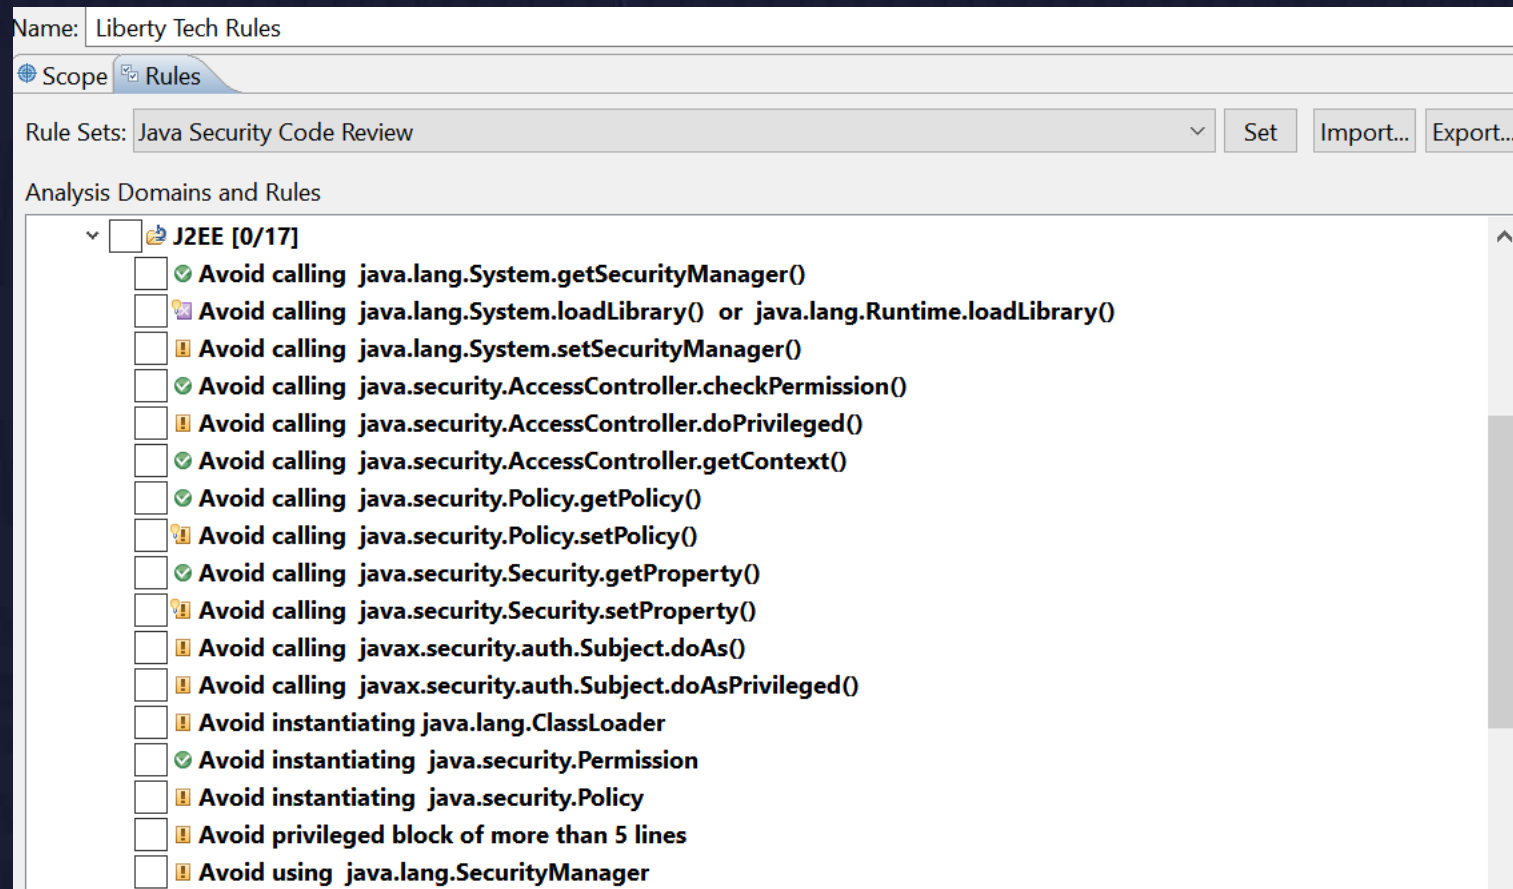 Name: Liberty Tech Rules
Scope Rules
Rule Sets: Java Security Code Review Set Import... Export...
Analysis Domains and Rules
J2EE [0/17]
Avoid calling java.lang.System.getSecurityManager()
Avoid calling java.lang.System.loadLibrary() or java.lang.Runtime.loadLibrary()
Avoid calling java.lang.System.setSecurityManager()
Avoid calling java.security.AccessController.checkPermission()
Avoid calling java.security.AccessController.doPrivileged()
Avoid calling java.security.AccessController.getContext()
Avoid calling java.security.Policy.getPolicy()
Avoid calling java.security.Policy.setPolicy()
Avoid calling java.security.Security.getProperty()
Avoid calling java.security.Security.setProperty()
Avoid calling javax.security.auth.Subject.doAs()
Avoid calling javax.security.auth.Subject.doAsPrivileged()
Avoid instantiating java.lang.ClassLoader
Avoid instantiating java.security.Permission
Avoid instantiating java.security.Policy
Avoid privileged block of more than 5 lines
Avoid using java.lang.SecurityManager